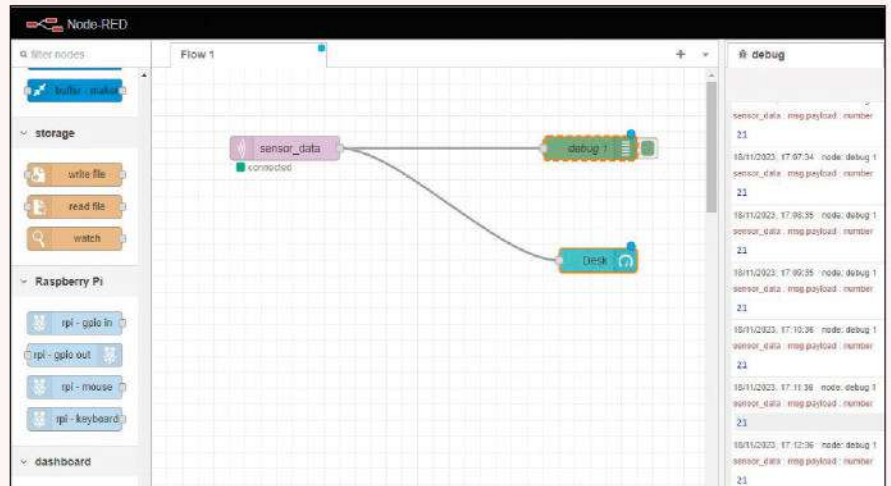 Node-RED
filter nodes
buffer - maker
storage
write file
read file
watch
Raspberry Pi
rpi - gpio in
rpi - gpio out
rpi - mouse
rpi - keyboard
dashboard
Flow 1
sensor_data
connected
debug 1
Desk
debug
sensor_data : msg.payload : number
21
18/11/2023, 17:07:34 node: debug 1
sensor_data : msg.payload : number
21
18/11/2023, 17:08:35 node: debug 1
sensor_data : msg.payload : number
21
18/11/2023, 17:09:35 node: debug 1
sensor_data : msg.payload : number
21
18/11/2023, 17:10:36 node: debug 1
sensor_data : msg.payload : number
21
18/11/2023, 17:11:36 node: debug 1
sensor_data : msg.payload : number
21
18/11/2023, 17:12:36 node: debug 1
sensor_data : msg.payload : number
21